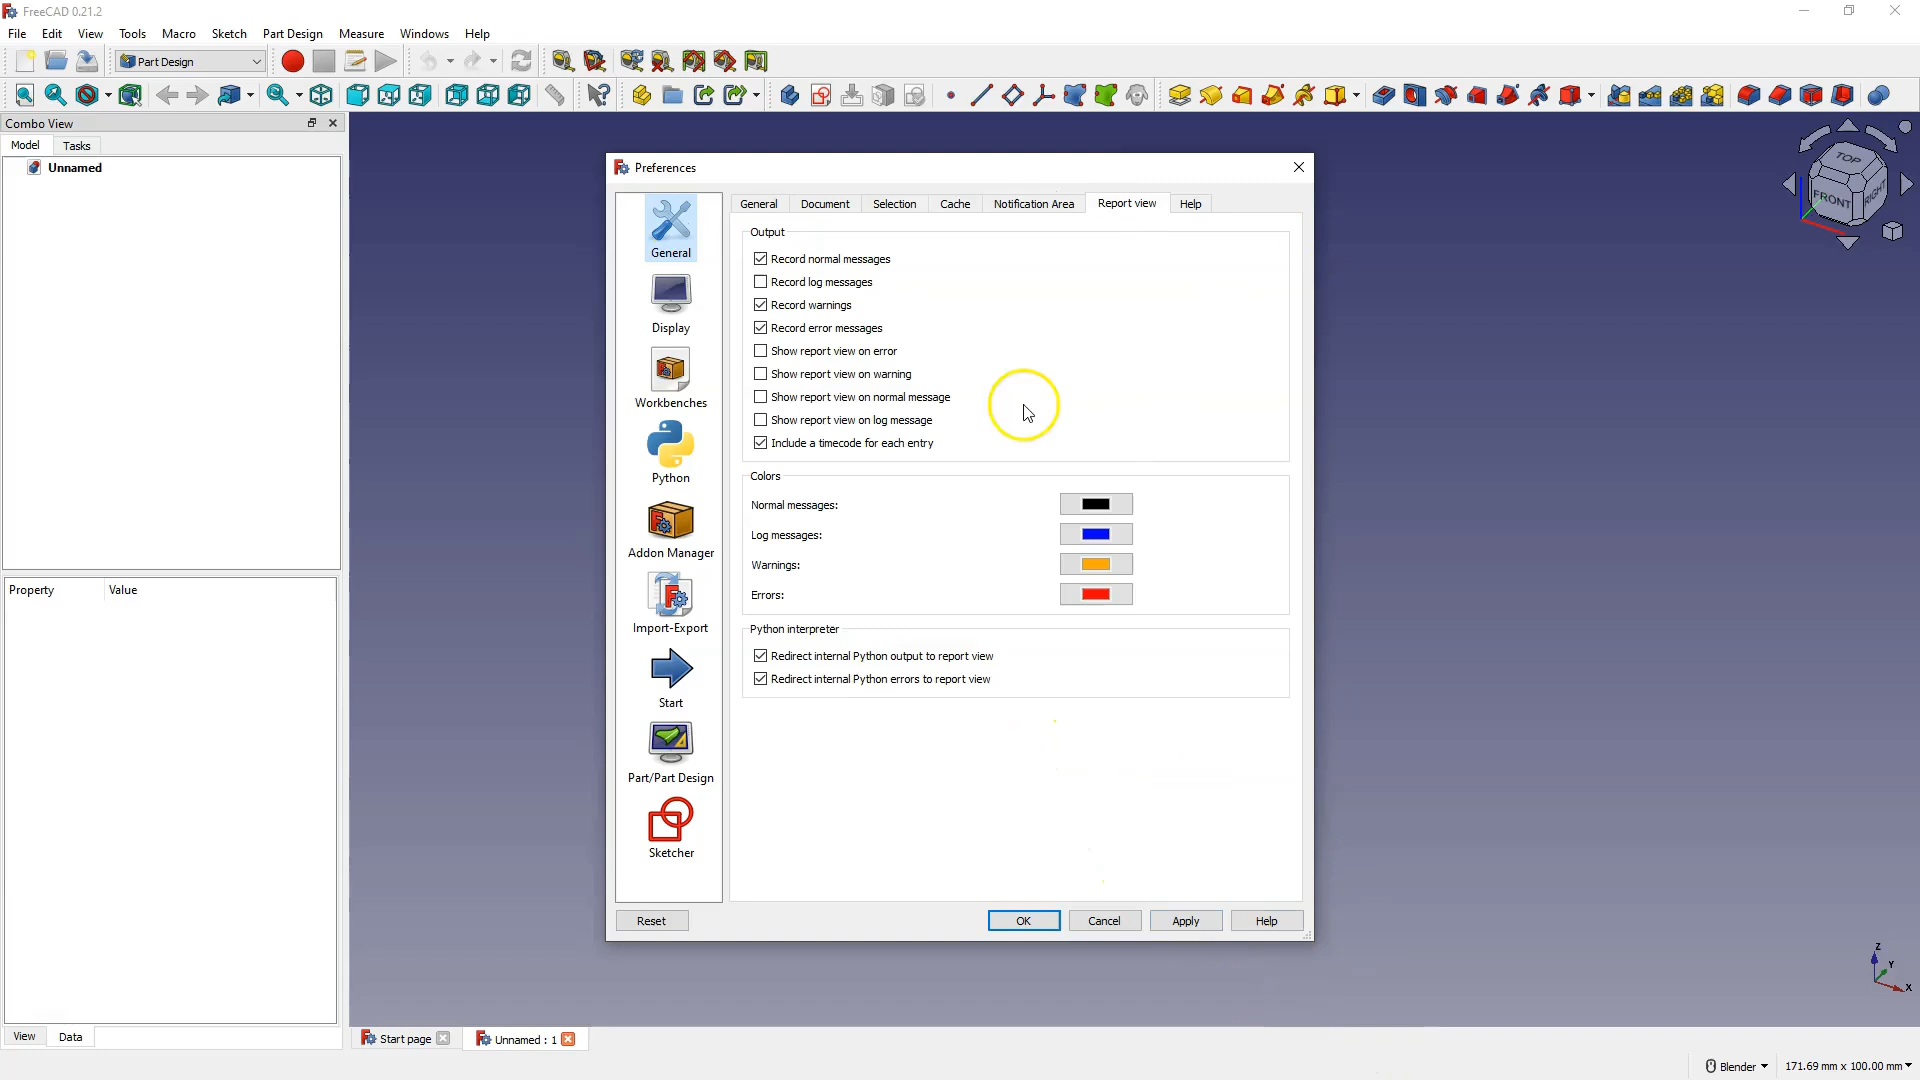 FreeCAD 0.21.2
File Edit View Tools Macro Sketch Part Design Measure Windows Help
Part Design
Combo View
Model Tasks
Unnamed
Property Value
View Data
Preferences
General
Display
Workbenches
Python
Addon Manager
Import-Export
Start
Part/Part Design
Sketcher
General Document Selection Cache Notification Area Report view Help
Output
Record normal messages
Record log messages
Record warnings
Record error messages
Show report view on error
Show report view on warning
Show report view on normal message
Show report view on log message
Include a timecode for each entry
Colors
Normal messages:
Log messages:
Warnings:
Errors:
Python interpreter
Redirect internal Python output to report view
Redirect internal Python errors to report view
Reset OK Cancel Apply Help
TOP
FRONT RIGHT
Z
Y
X
Start page Unnamed : 1
Blender 171.69 mm x 100.00 mm